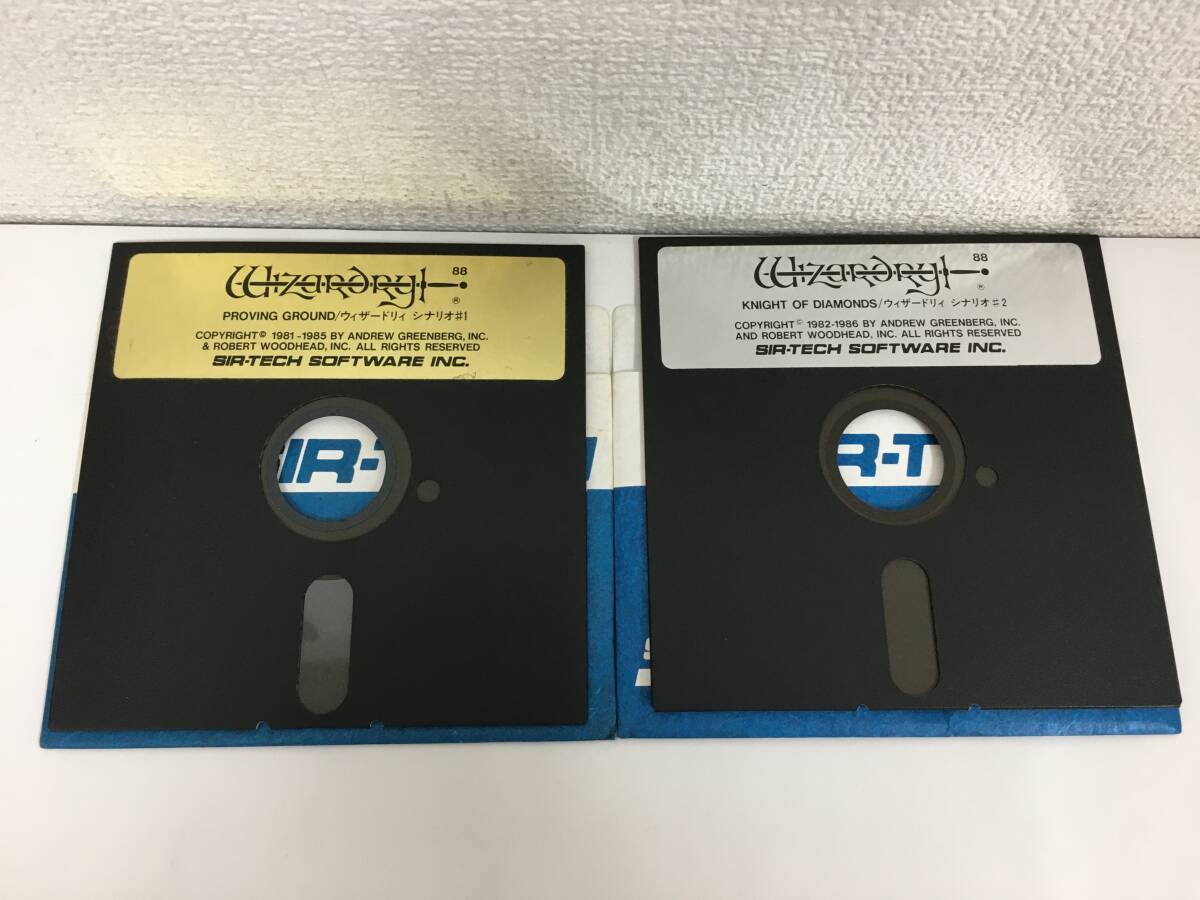 Wizardry 88
®
PROVING GROUND/ウィザードリィ シナリオ#1
COPYRIGHT© 1981-1985 BY ANDREW GREENBERG, INC.
& ROBERT WOODHEAD, INC. ALL RIGHTS RESERVED
SIR-TECH SOFTWARE INC.
IR-
Wizardry 88
®
KNIGHT OF DIAMONDS/ウィザードリィ シナリオ#2
COPYRIGHT© 1982-1986 BY ANDREW GREENBERG, INC.
AND ROBERT WOODHEAD, INC. ALL RIGHTS RESERVED
SIR-TECH SOFTWARE INC.
R-T